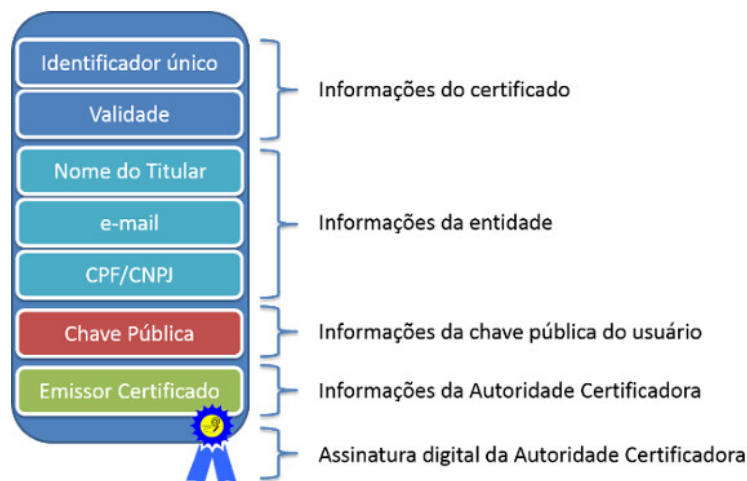 Identificador único
Validade
Informações do certificado
Nome do Titular
e-mail
CPF/CNPJ
Informações da entidade
Chave Pública
Informações da chave pública do usuário
Emissor Certificado
Informações da Autoridade Certificadora
Assinatura digital da Autoridade Certificadora